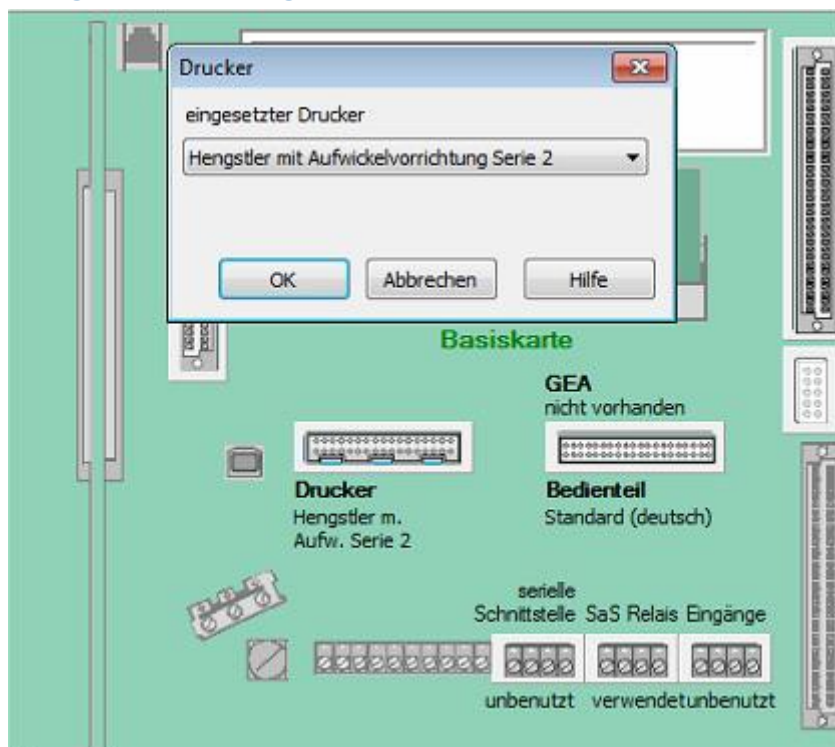 Drucker
eingesetzter Drucker
Hengstler mit Aufwickelvorrichtung Serie 2
OK
Abbrechen
Hilfe
Basiskarte
GEA
nicht vorhanden
Drucker
Hengstler m.
Aufw. Serie 2
Bedienteil
Standard (deutsch)
serielle
Schnittstelle SaS Relais Eingänge
unbenutzt verwendet unbenutzt